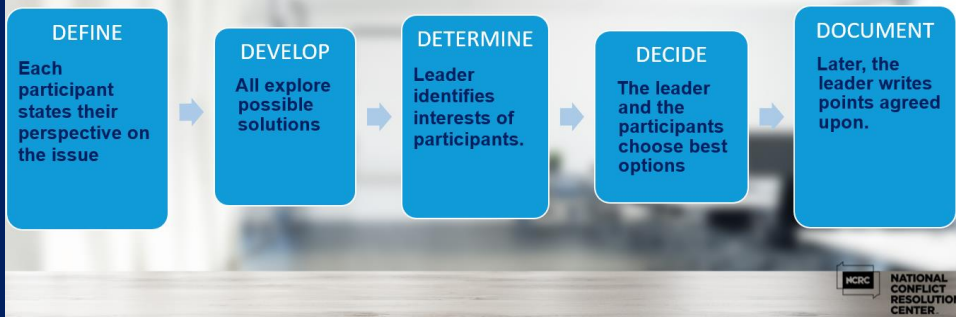 DEFINE
Each
participant
states their
perspective on
the issue
DEVELOP
All explore
possible
solutions
DETERMINE
Leader
identifies
interests of
participants.
DECIDE
The leader
and the
participants
choose best
options
DOCUMENT
Later, the
leader writes
points agreed
upon.
NCRC
NATIONAL
CONFLICT
RESOLUTION
CENTER